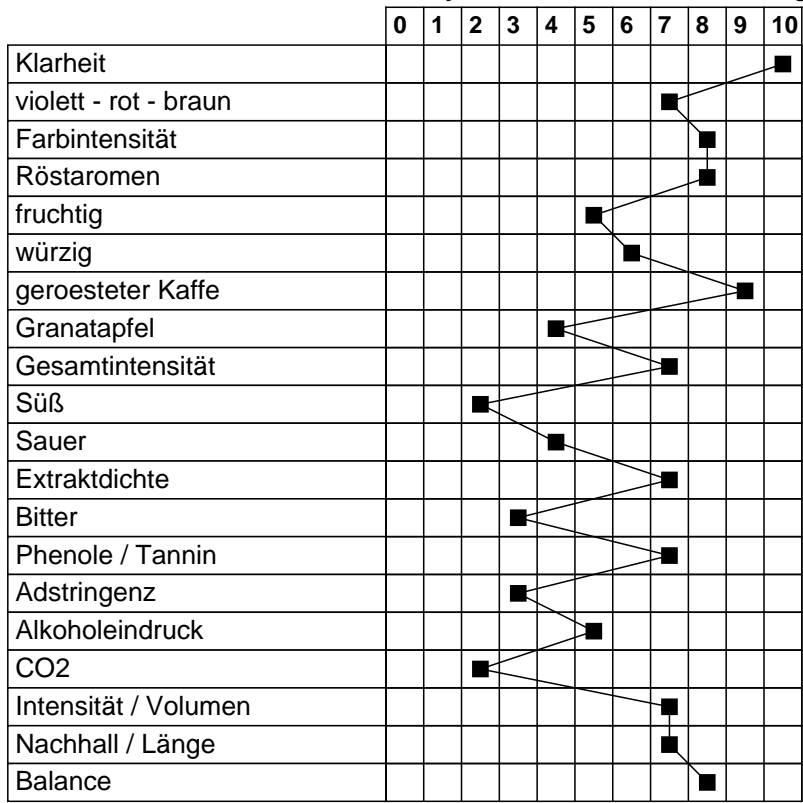 0 1 2 3 4 5 6 7 8 9 10
Klarheit
violett - rot - braun
Farbintensität
Röstaromen
fruchtig
würzig
geroesteter Kaffe
Granatapfel
Gesamtintensität
Süß
Sauer
Extraktdichte
Bitter
Phenole / Tannin
Adstringenz
Alkoholeindruck
CO2
Intensität / Volumen
Nachhall / Länge
Balance